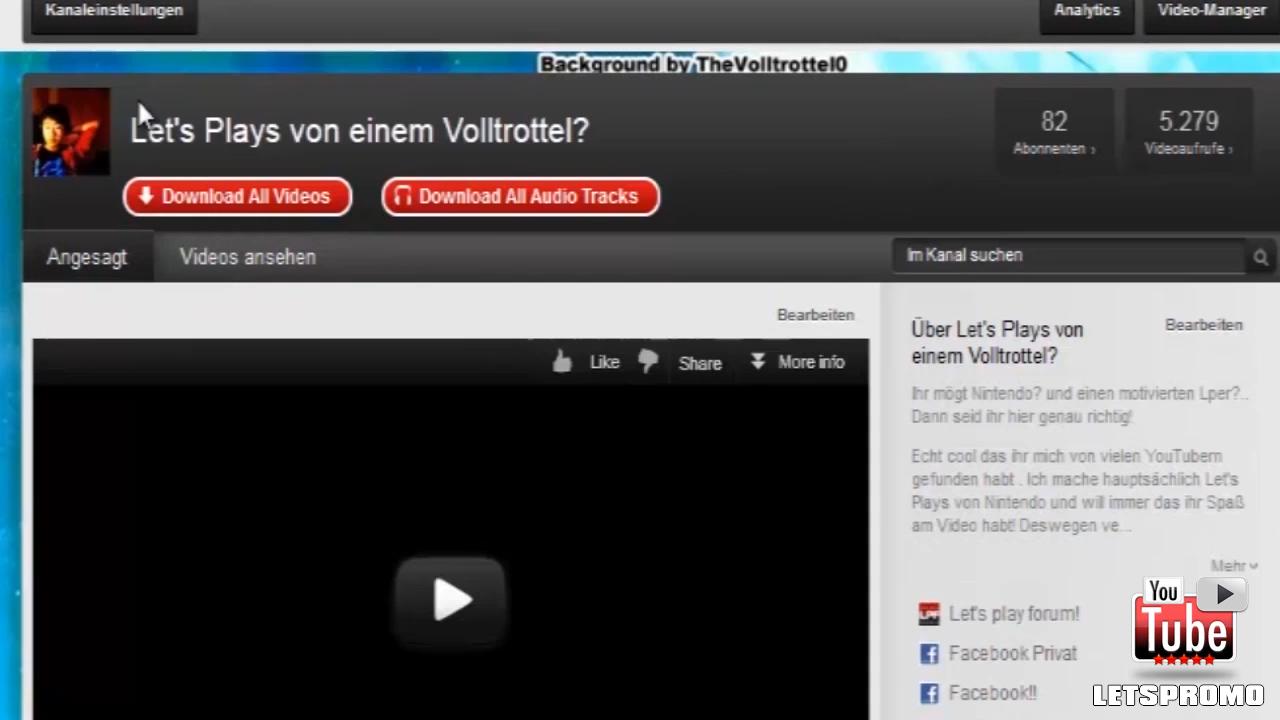 Kanaleinstellungen
Analytics
Video-Manager
Background by TheVolltrottel0
Let's Plays von einem Volltrottel?
82
Abonnenten ›
5.279
Videoaufrufe ›
Download All Videos
Download All Audio Tracks
Angesagt
Videos ansehen
Im Kanal suchen
Bearbeiten
Like
Share
More info
Über Let's Plays von
einem Volltrottel?
Bearbeiten
Ihr mögt Nintendo? und einen motivierten Lper?..
Dann seid ihr hier genau richtig!
Echt cool das ihr mich von vielen YouTubern
gefunden habt . Ich mache hauptsächlich Let's
Plays von Nintendo und will immer das ihr Spaß
am Video habt! Deswegen ve...
Mehr
LPF
Let's play forum!
Facebook Privat
Facebook!!
You
Tube
LETSPROMO